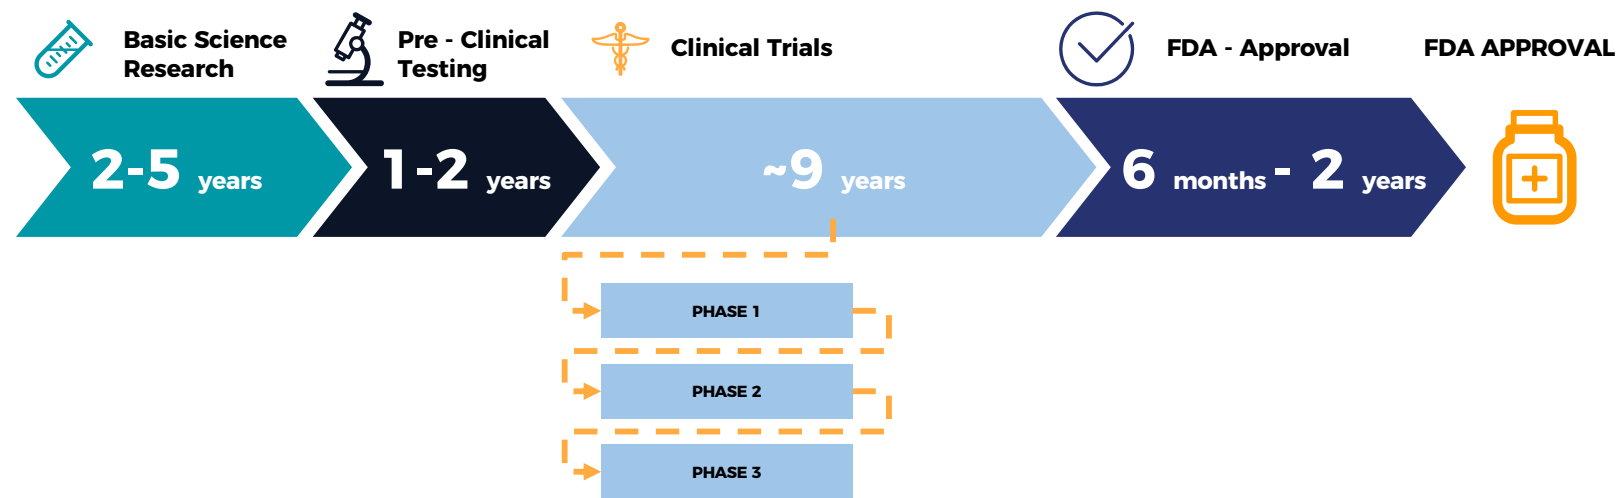 Basic Science
Research
Pre - Clinical
Testing
Clinical Trials
FDA - Approval
FDA APPROVAL
2-5 years
1-2 years
~9 years
6 months - 2 years
PHASE 1
PHASE 2
PHASE 3